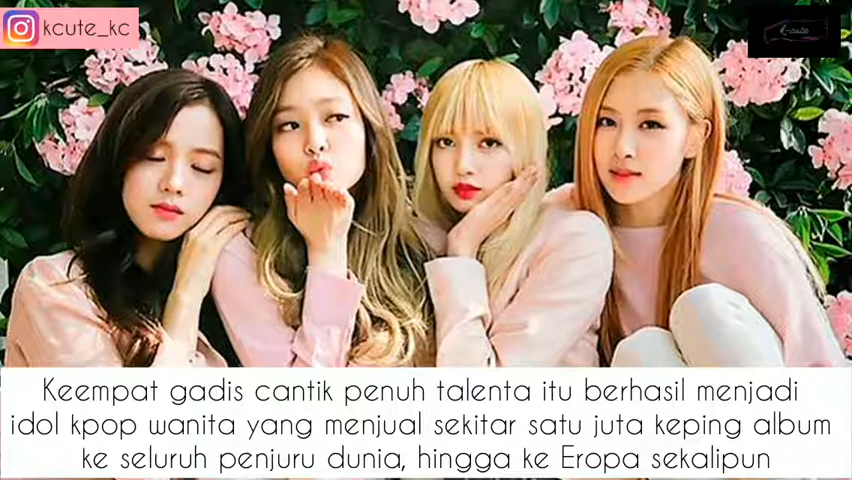 kcute_kc
k-cute
Keempat gadis cantik penuh talenta itu berhasil menjadi
idol kpop wanita yang menjual sekitar satu juta keping album
ke seluruh penjuru dunia, hingga ke Eropa sekalipun